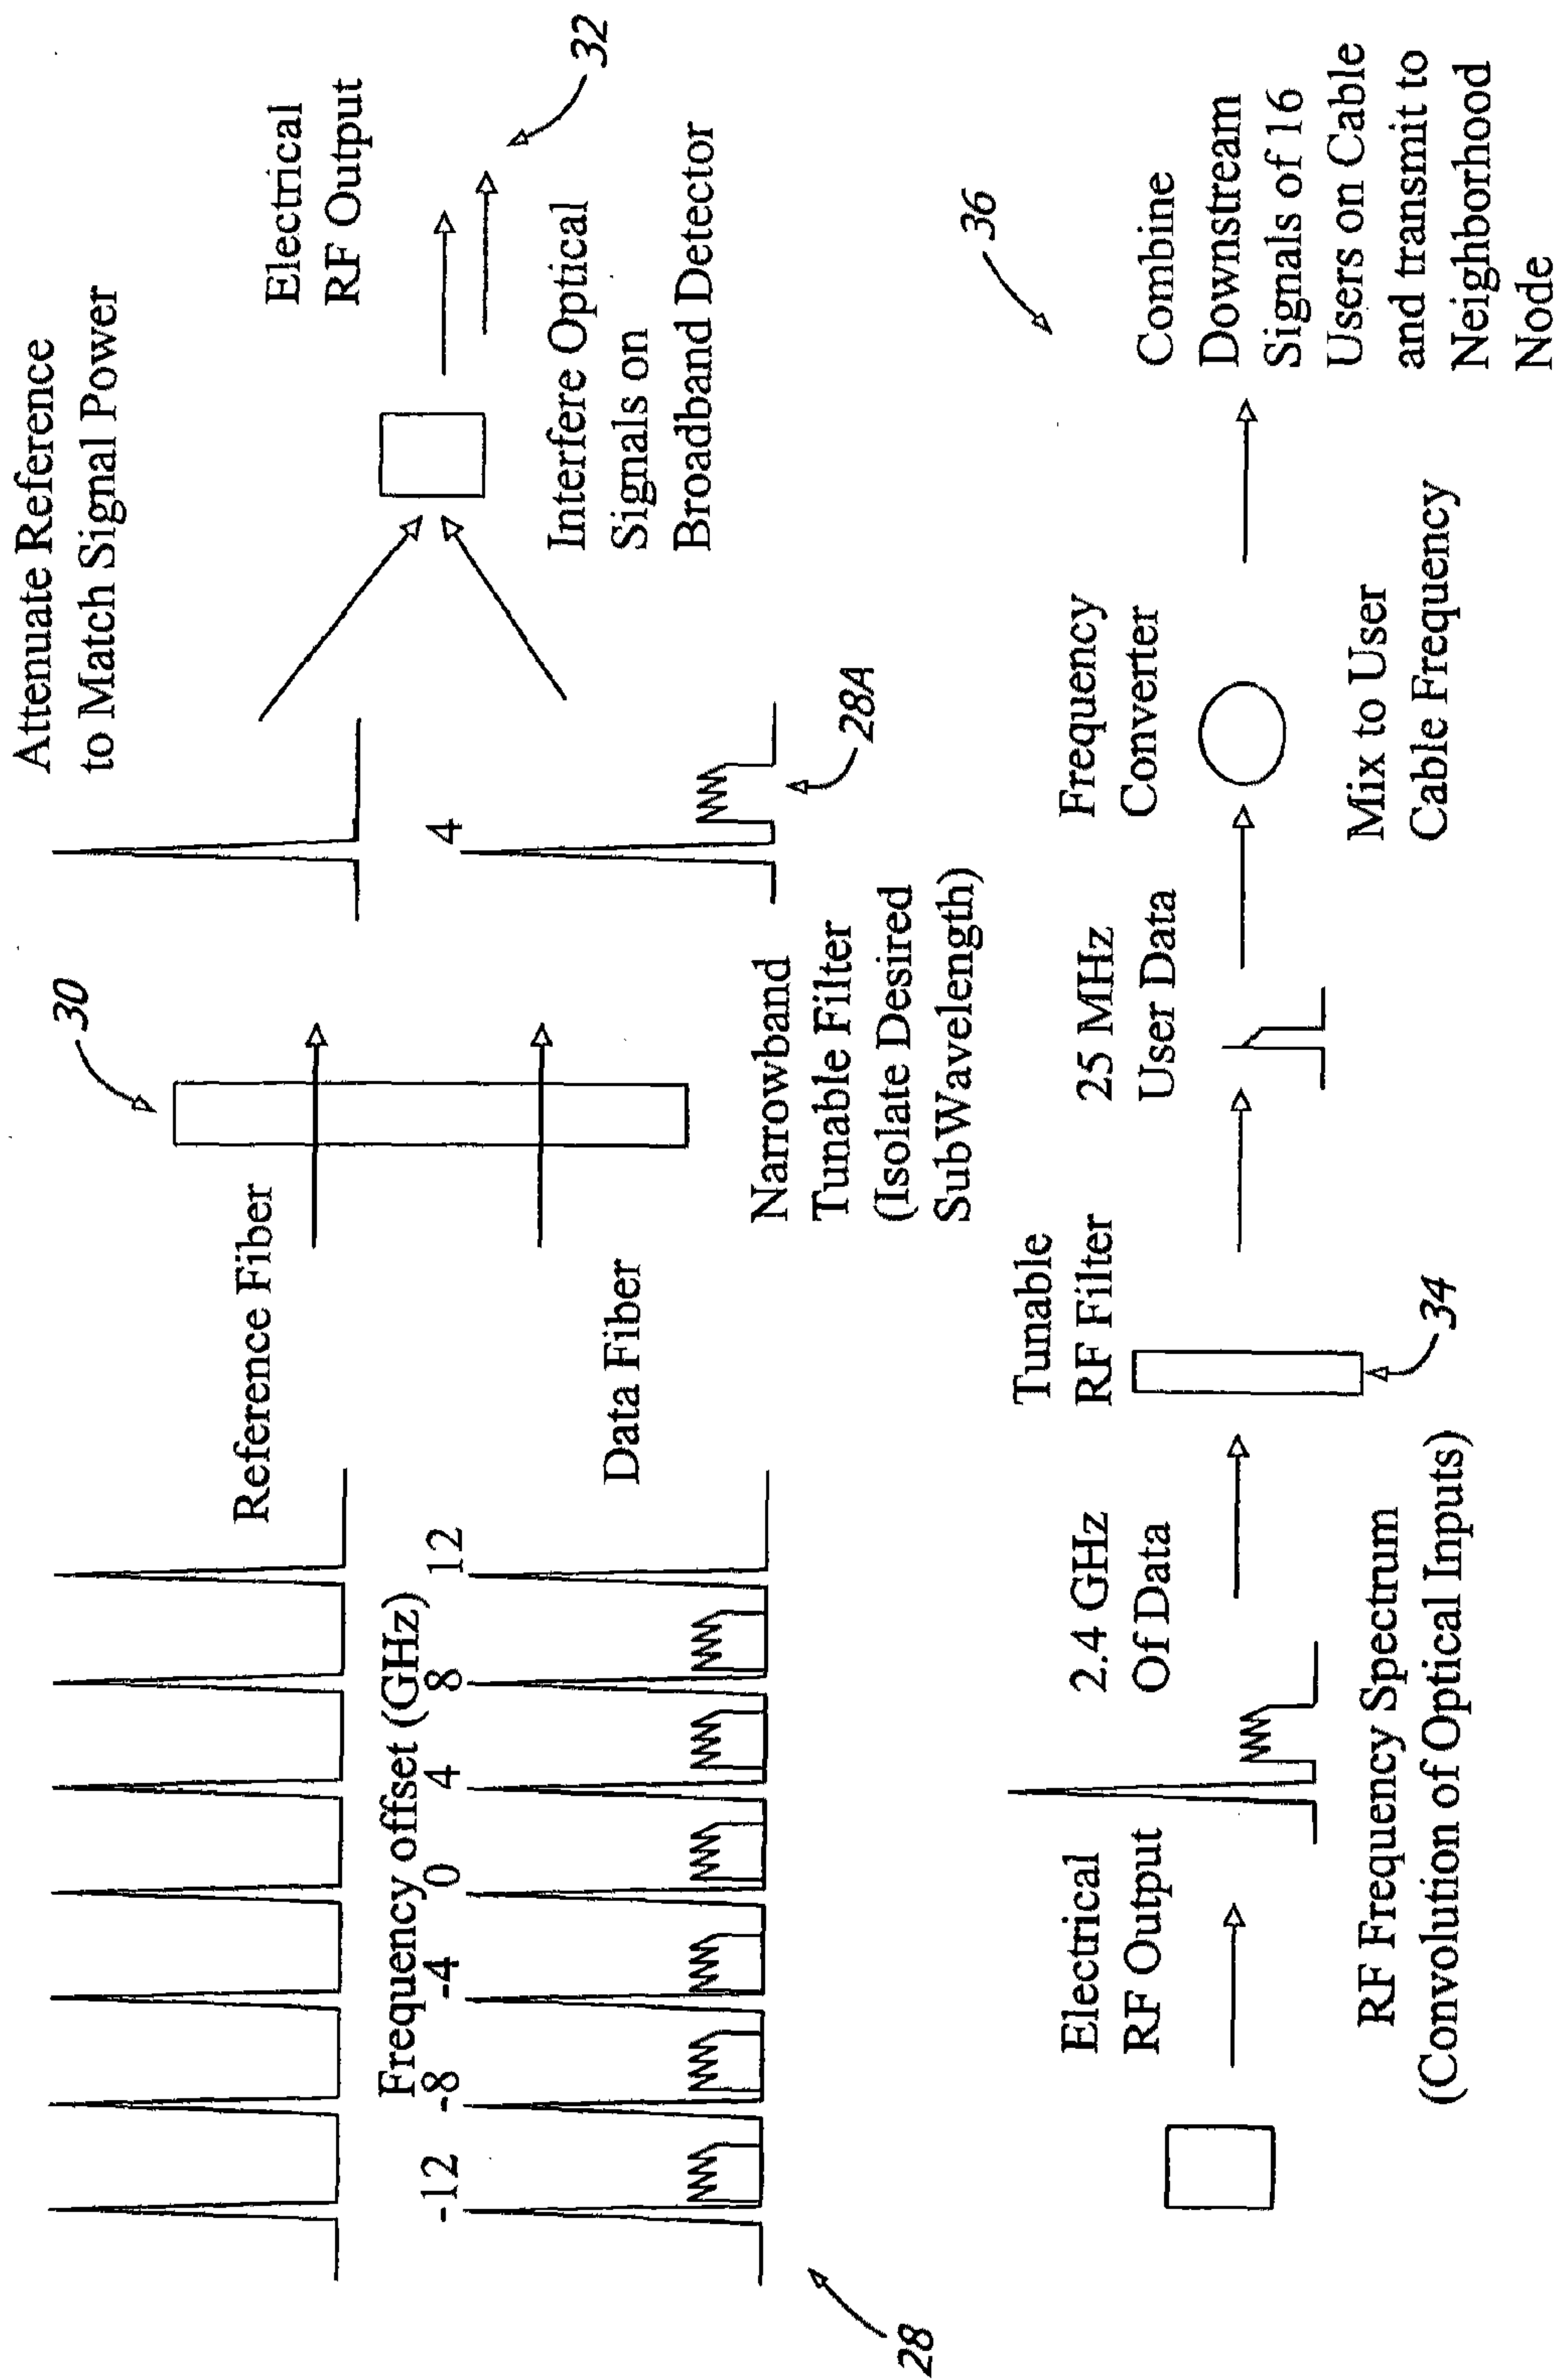 Reference Fiber
Frequency offset (GHz)
-12 -8 -4 0 4 8 12
Data Fiber
28
30
Narrowband
Tunable Filter
(Isolate Desired
SubWavelength)
Attenuate Reference
to Match Signal Power
4
28A
Electrical
RF Output
32
Interfere Optical
Signals on
Broadband Detector
Electrical
RF Output
2.4 GHz
Of Data
RF Frequency Spectrum
(Convolution of Optical Inputs)
Tunable
RF Filter
34
25 MHz
User Data
Frequency
Converter
Mix to User
Cable Frequency
36
Combine
Downstream
Signals of 16
Users on Cable
and transmit to
Neighborhood
Node